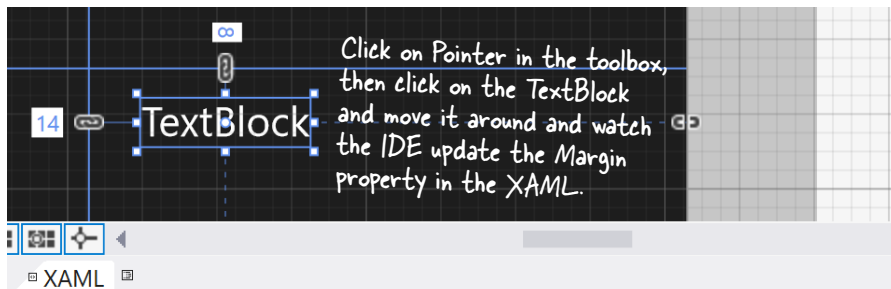 8
Click on Pointer in the toolbox,
then click on the TextBlock
and move it around and watch
the IDE update the Margin
property in the XAML.
14
TextBlock
XAML